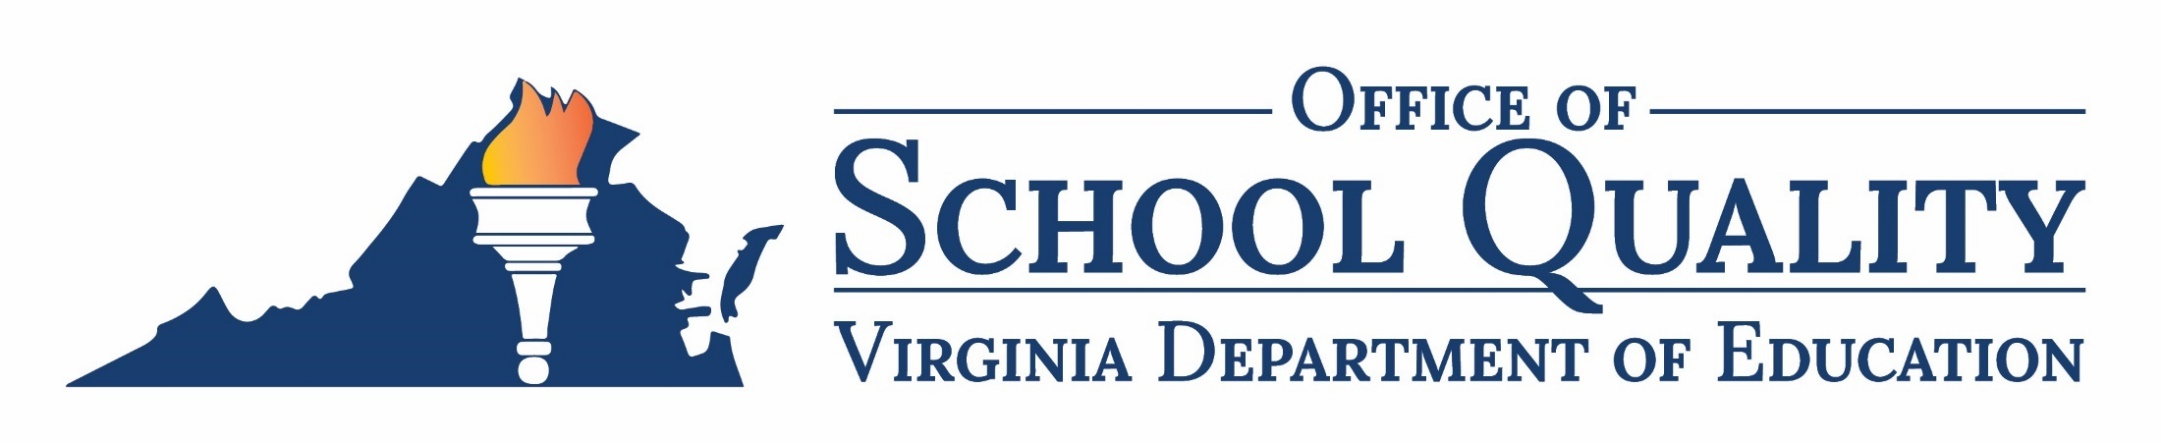 OFFICE OF
SCHOOL QUALITY
VIRGINIA DEPARTMENT OF EDUCATION